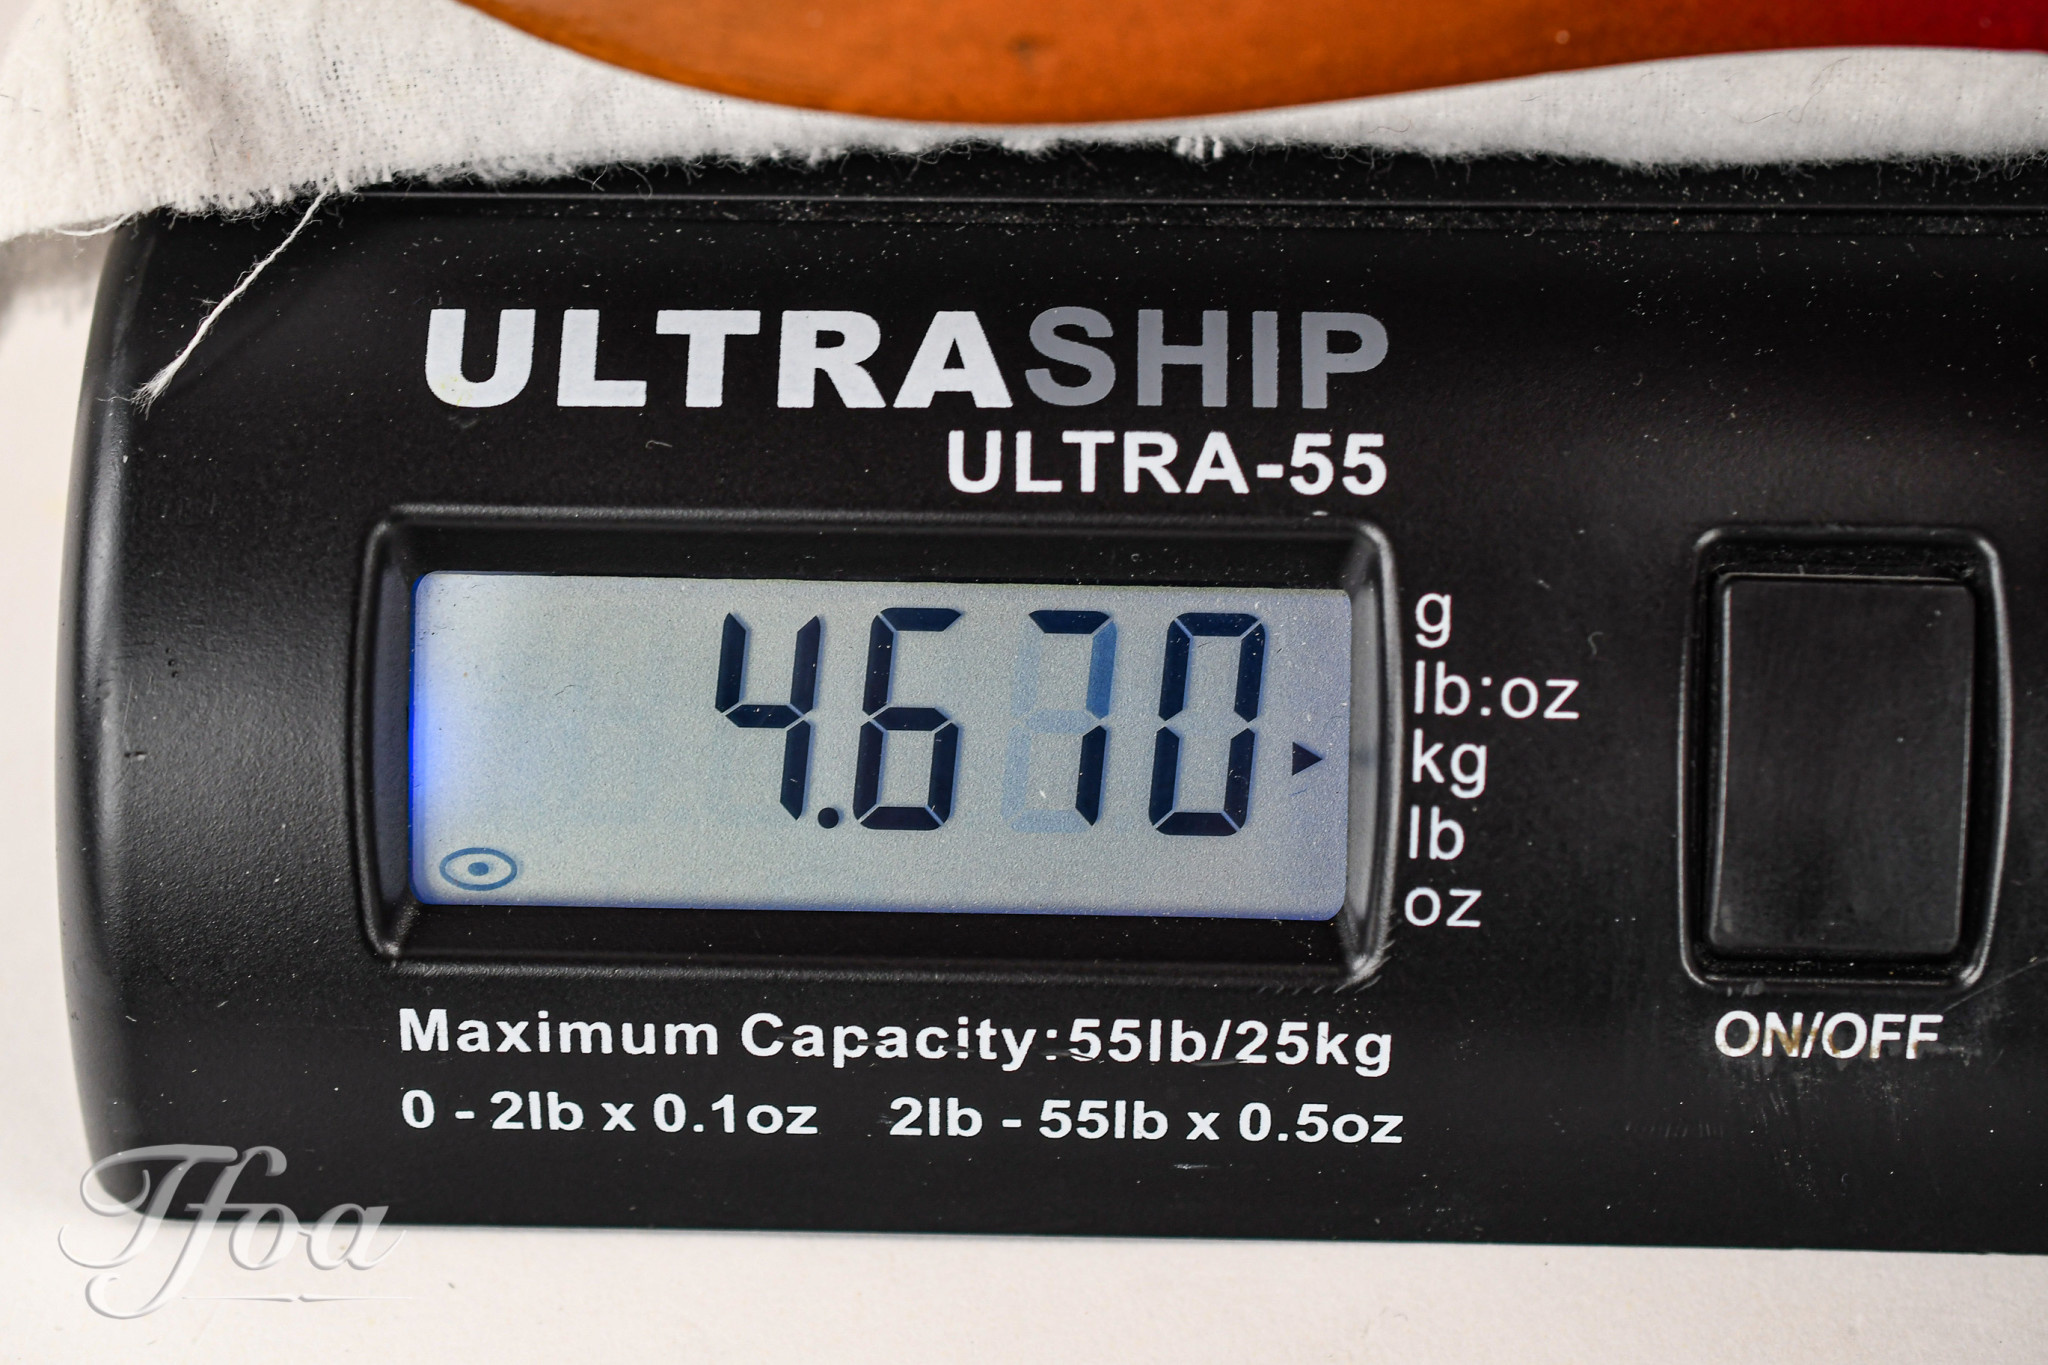 ULTRASHIP
ULTRA-55
4.670
g
lb:oz
kg
lb
oz
ON/OFF
Maximum Capacity:55lb/25kg
0 - 2lb x 0.1oz 2lb - 55lb x 0.5oz
Tfoa